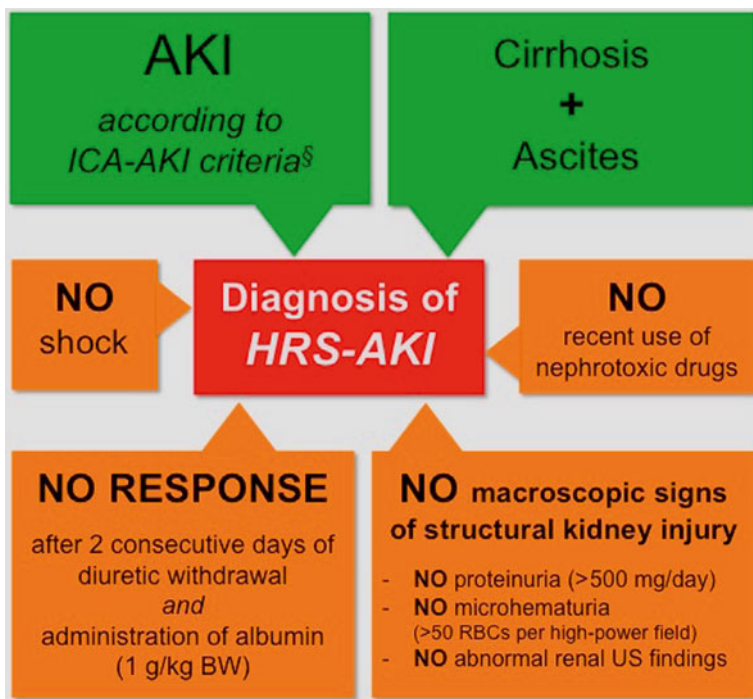 AKI
according to
ICA-AKI criteria§
Cirrhosis
+
Ascites
NO
shock
Diagnosis of
HRS-AKI
NO
recent use of
nephrotoxic drugs
NO RESPONSE
after 2 consecutive days of
diuretic withdrawal
and
administration of albumin
(1 g/kg BW)
NO macroscopic signs
of structural kidney injury
- NO proteinuria (>500 mg/day)
- NO microhematuria
(>50 RBCs per high-power field)
- NO abnormal renal US findings